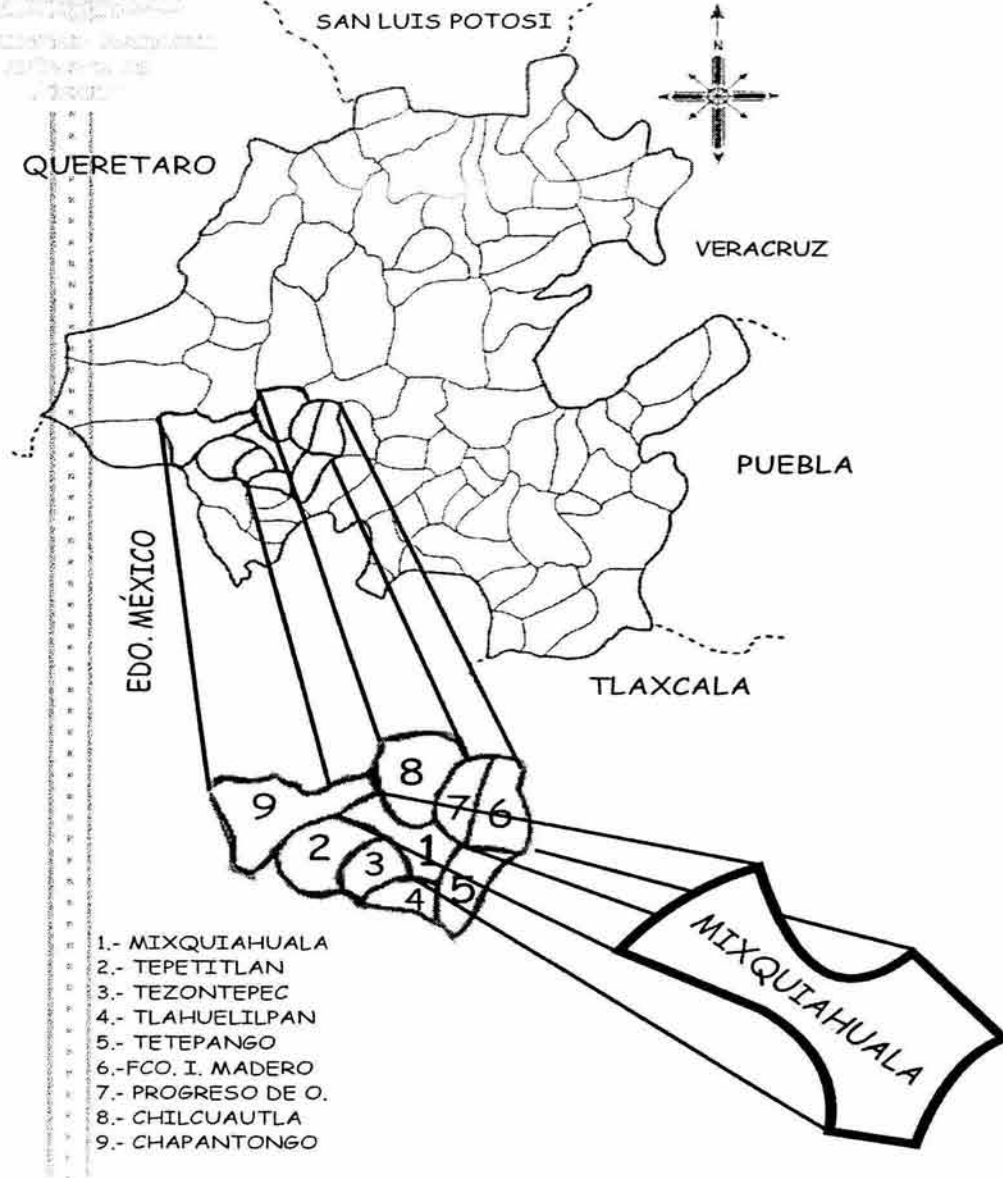 SAN LUIS POTOSI
N
QUERETARO
VERACRUZ
PUEBLA
EDO. MÉXICO
TLAXCALA
8
9
7
6
2
1
3
5
4
MIXQUIAHUALA
1.- MIXQUIAHUALA
2.- TEPETITLAN
3.- TEZONTEPEC
4.- TLAHUELILPAN
5.- TETEPANGO
6.-FCO. I. MADERO
7.- PROGRESO DE O.
8.- CHILCUAUTLA
9.- CHAPANTONGO